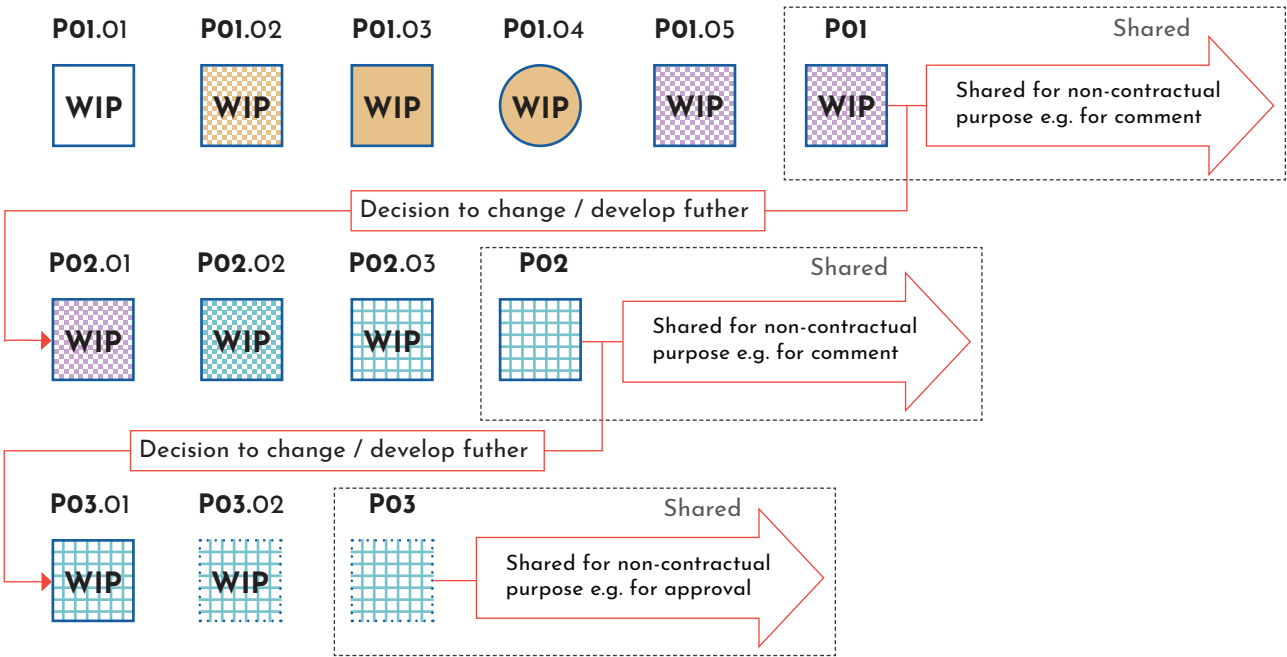 P01.01 P01.02 P01.03 P01.04 P01.05 P01 Shared
WIP WIP WIP WIP WIP WIP
Shared for non-contractual
purpose e.g. for comment
Decision to change / develop futher
P02.01 P02.02 P02.03 P02 Shared
WIP WIP WIP
Shared for non-contractual
purpose e.g. for comment
Decision to change / develop futher
P03.01 P03.02 P03 Shared
WIP WIP
Shared for non-contractual
purpose e.g. for approval